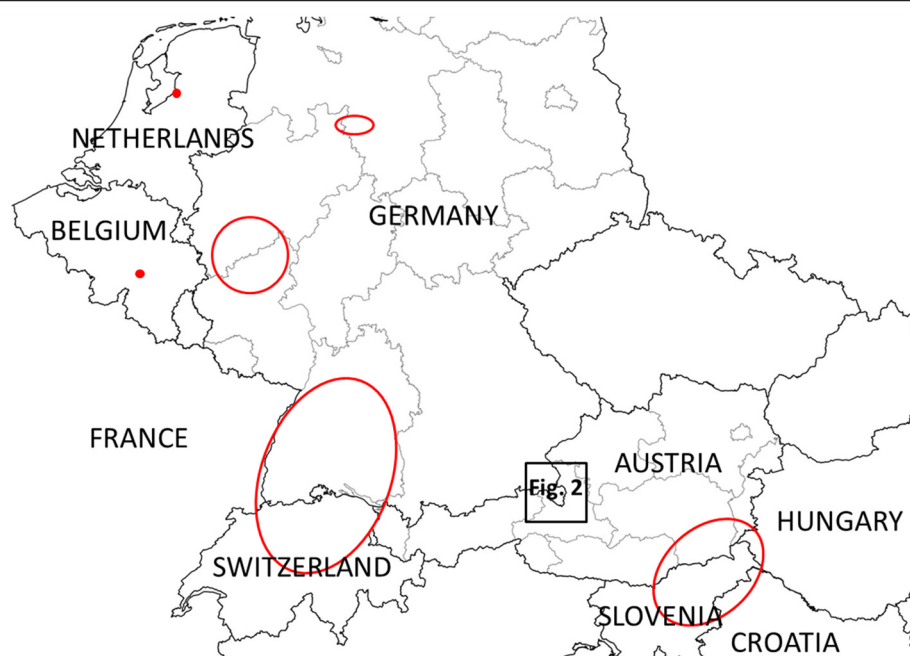 NETHERLANDS
BELGIUM
GERMANY
FRANCE
AUSTRIA
Fig. 2
HUNGARY
SWITZERLAND
SLOVENIA
CROATIA